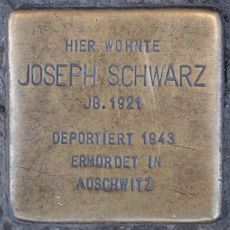 HIER WOHNTE
JOSEPH SCHWARZ
JG. 1921
DEPORTIERT 1943
ERMORDET IN
AUSCHWITZ